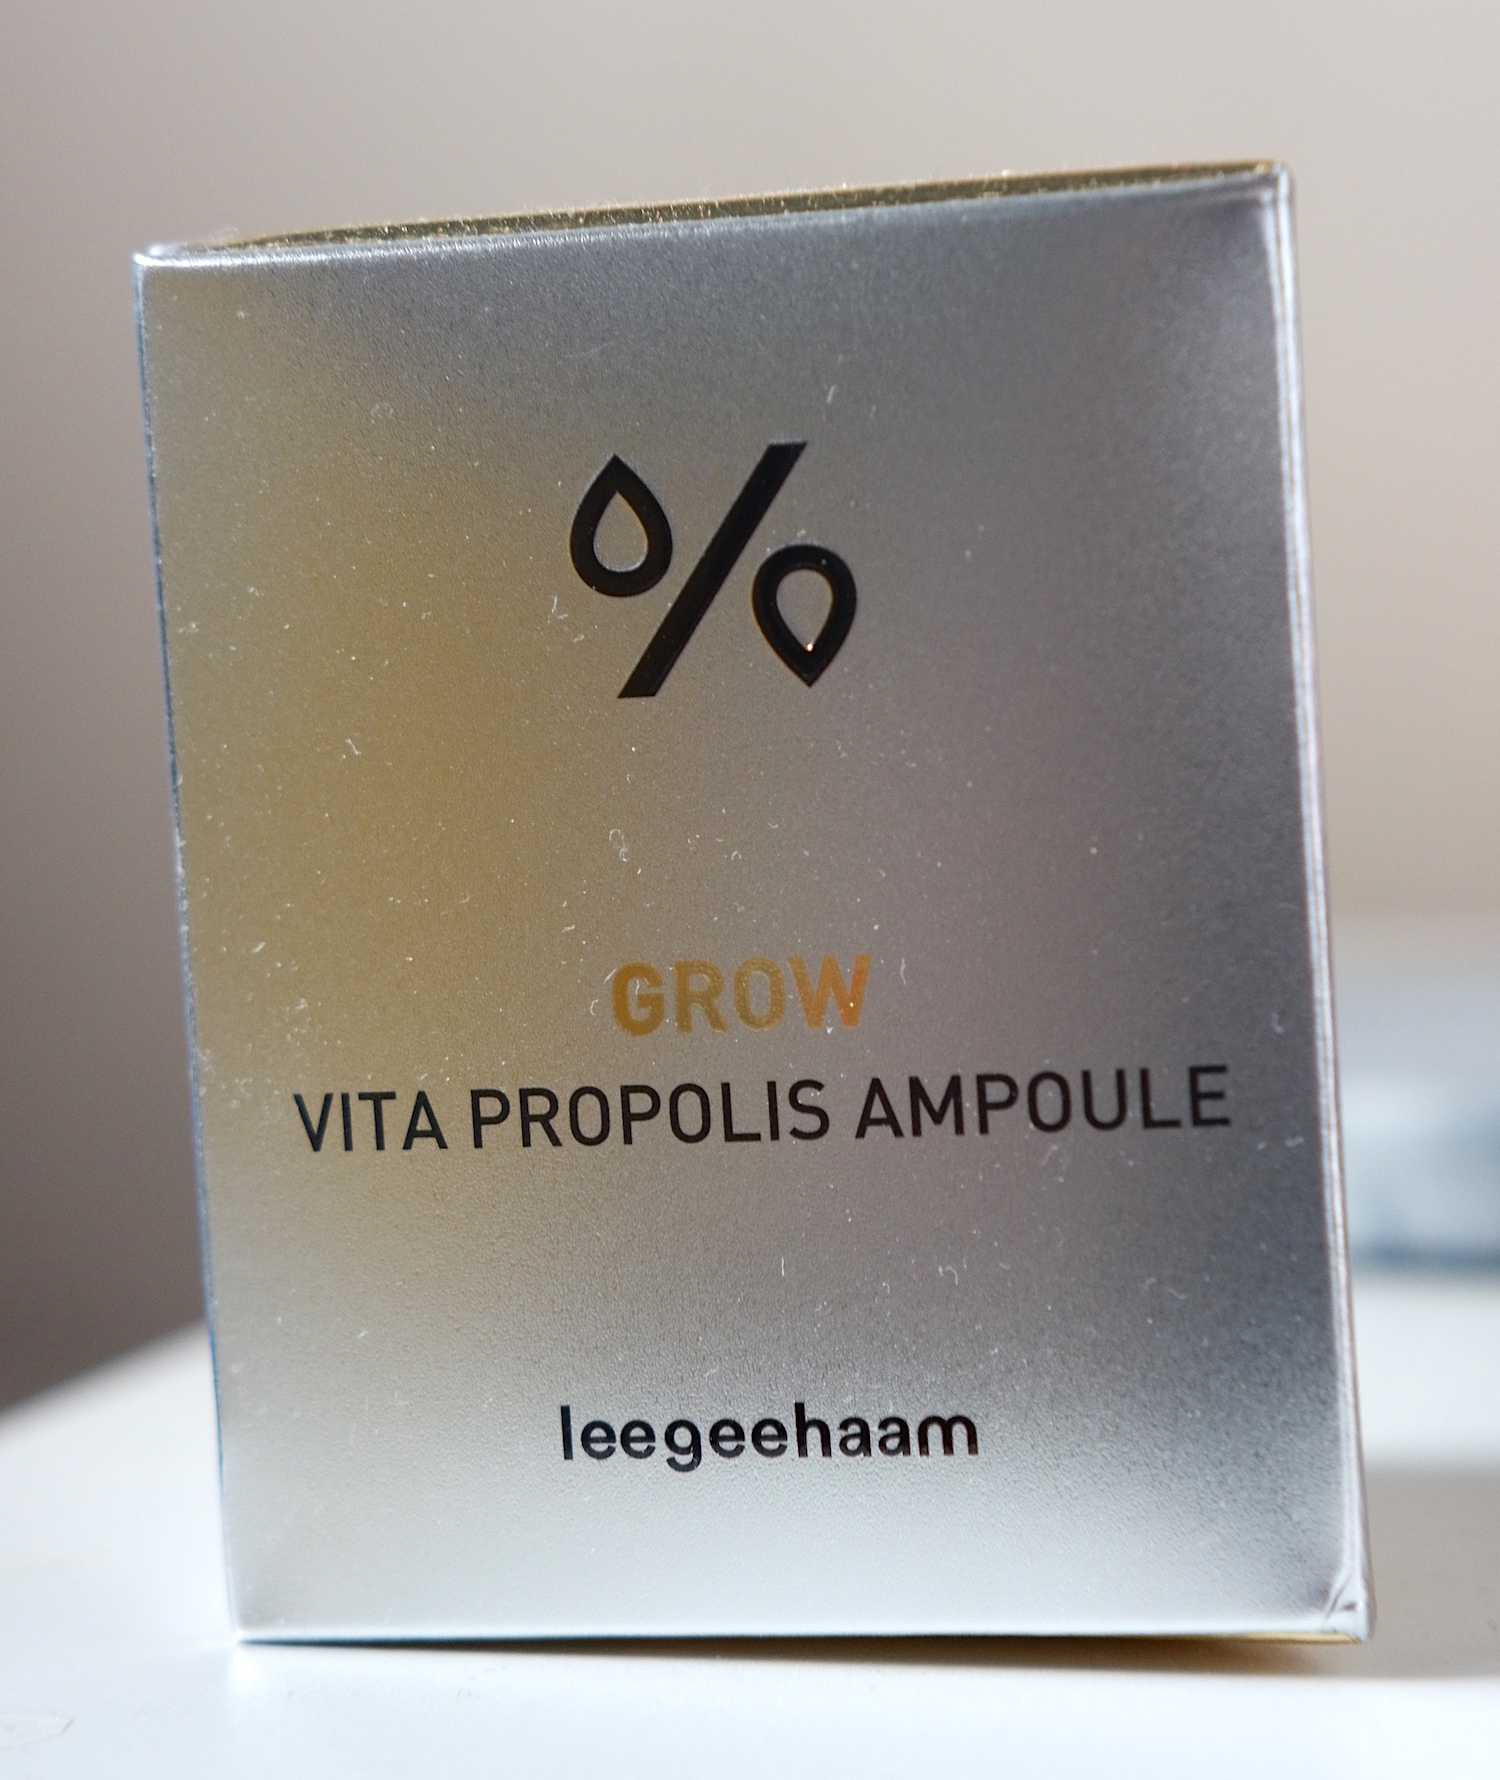 %
GROW
VITA PROPOLIS AMPOULE
leegeehaam